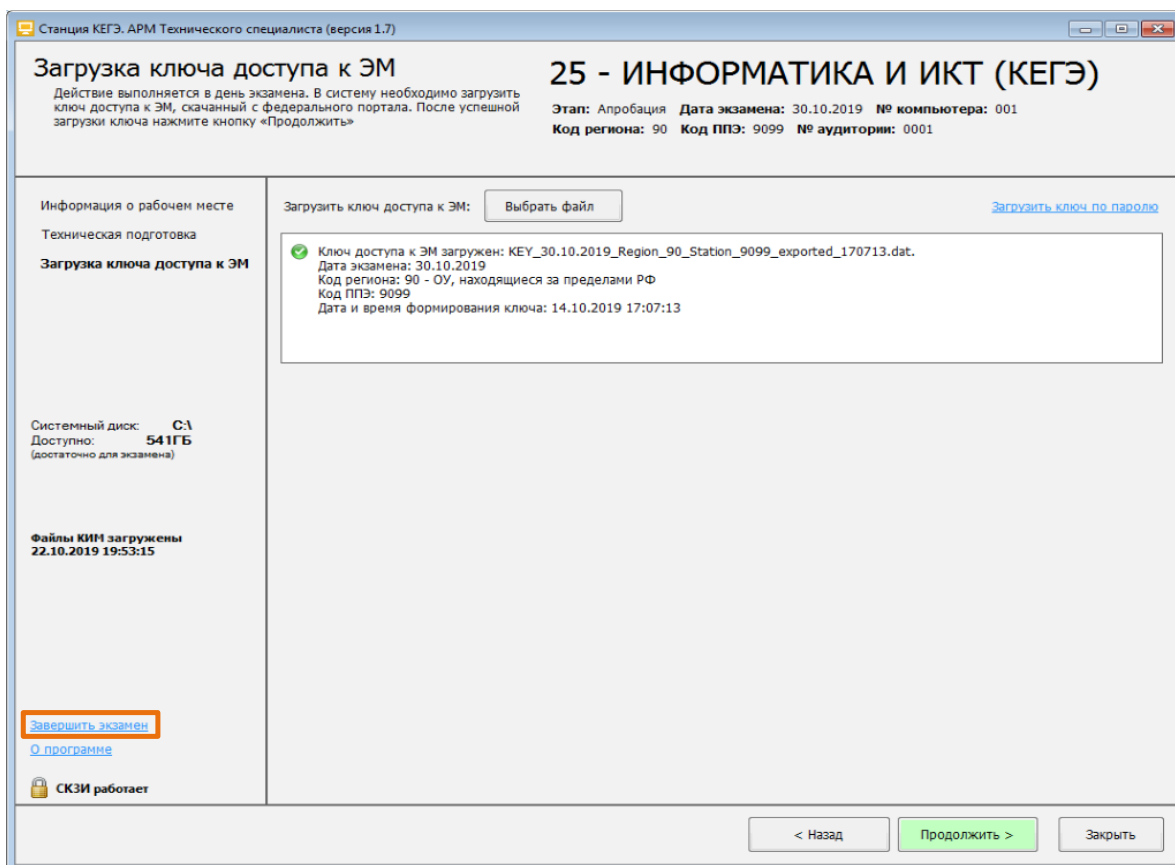 Станция КЕГЭ. АРМ Технического специалиста (версия 1.7)
Загрузка ключа доступа к ЭМ
Действие выполняется в день экзамена. В систему необходимо загрузить
ключ доступа к ЭМ, скачанный с федерального портала. После успешной
загрузки ключа нажмите кнопку «Продолжить»
25 - ИНФОРМАТИКА И ИКТ (КЕГЭ)
Этап: Апробация Дата экзамена: 30.10.2019 № компьютера: 001
Код региона: 90 Код ППЭ: 9099 № аудитории: 0001
Информация о рабочем месте
Техническая подготовка
Загрузка ключа доступа к ЭМ
Загрузить ключ доступа к ЭМ: Выбрать файл Загрузить ключ по паролю
Ключ доступа к ЭМ загружен: KEY_30.10.2019_Region_90_Station_9099_exported_170713.dat.
Дата экзамена: 30.10.2019
Код региона: 90 - ОУ, находящиеся за пределами РФ
Код ППЭ: 9099
Дата и время формирования ключа: 14.10.2019 17:07:13
Системный диск: C:\
Доступно: 541ГБ
(достаточно для экзамена)
Файлы КИМ загружены
22.10.2019 19:53:15
Завершить экзамен
О программе
СКЗИ работает
< Назад Продолжить > Закрыть